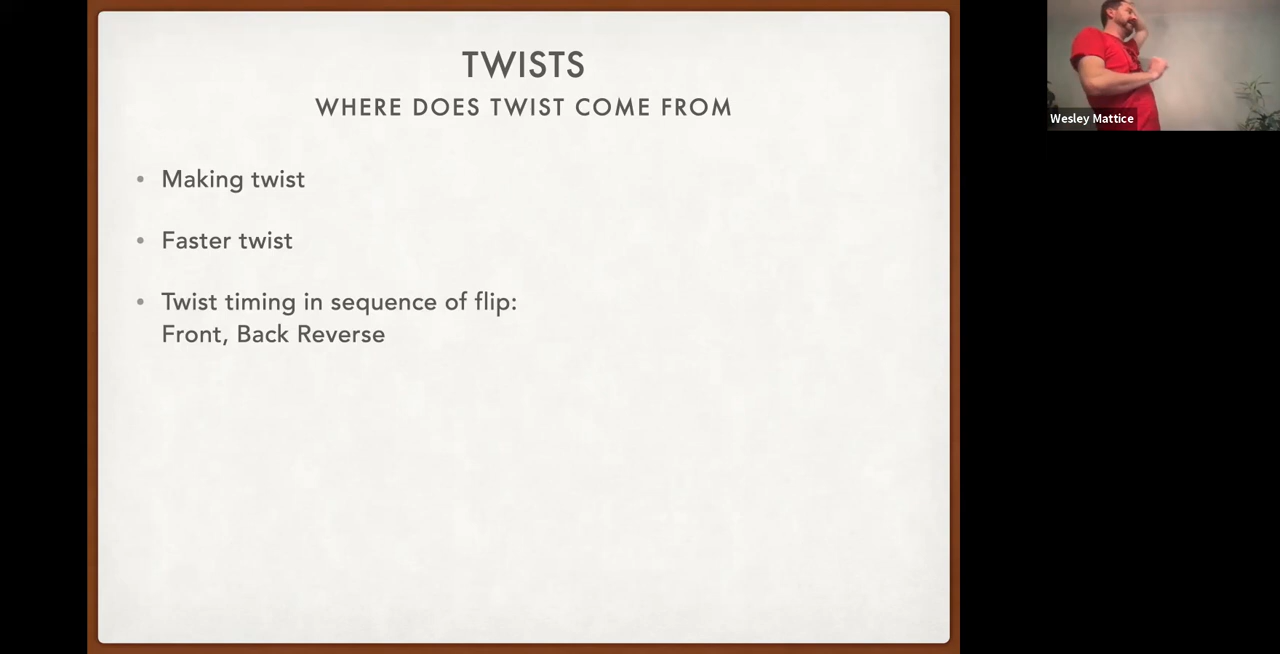 TWISTS
WHERE DOES TWIST COME FROM
• Making twist
• Faster twist
• Twist timing in sequence of flip:
Front, Back Reverse
Wesley Mattice